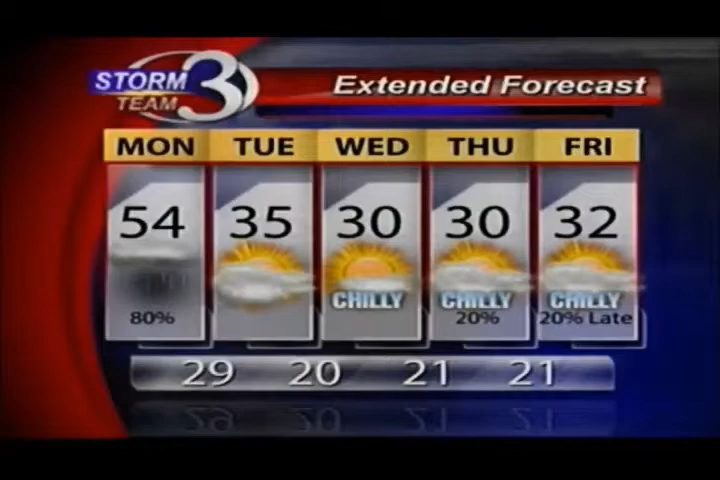 STORM 3
TEAM
Extended Forecast
MON TUE WED THU FRI
54 35 30 30 32
CHILLY CHILLY CHILLY
80% 20% 20% Late
29 20 21 21